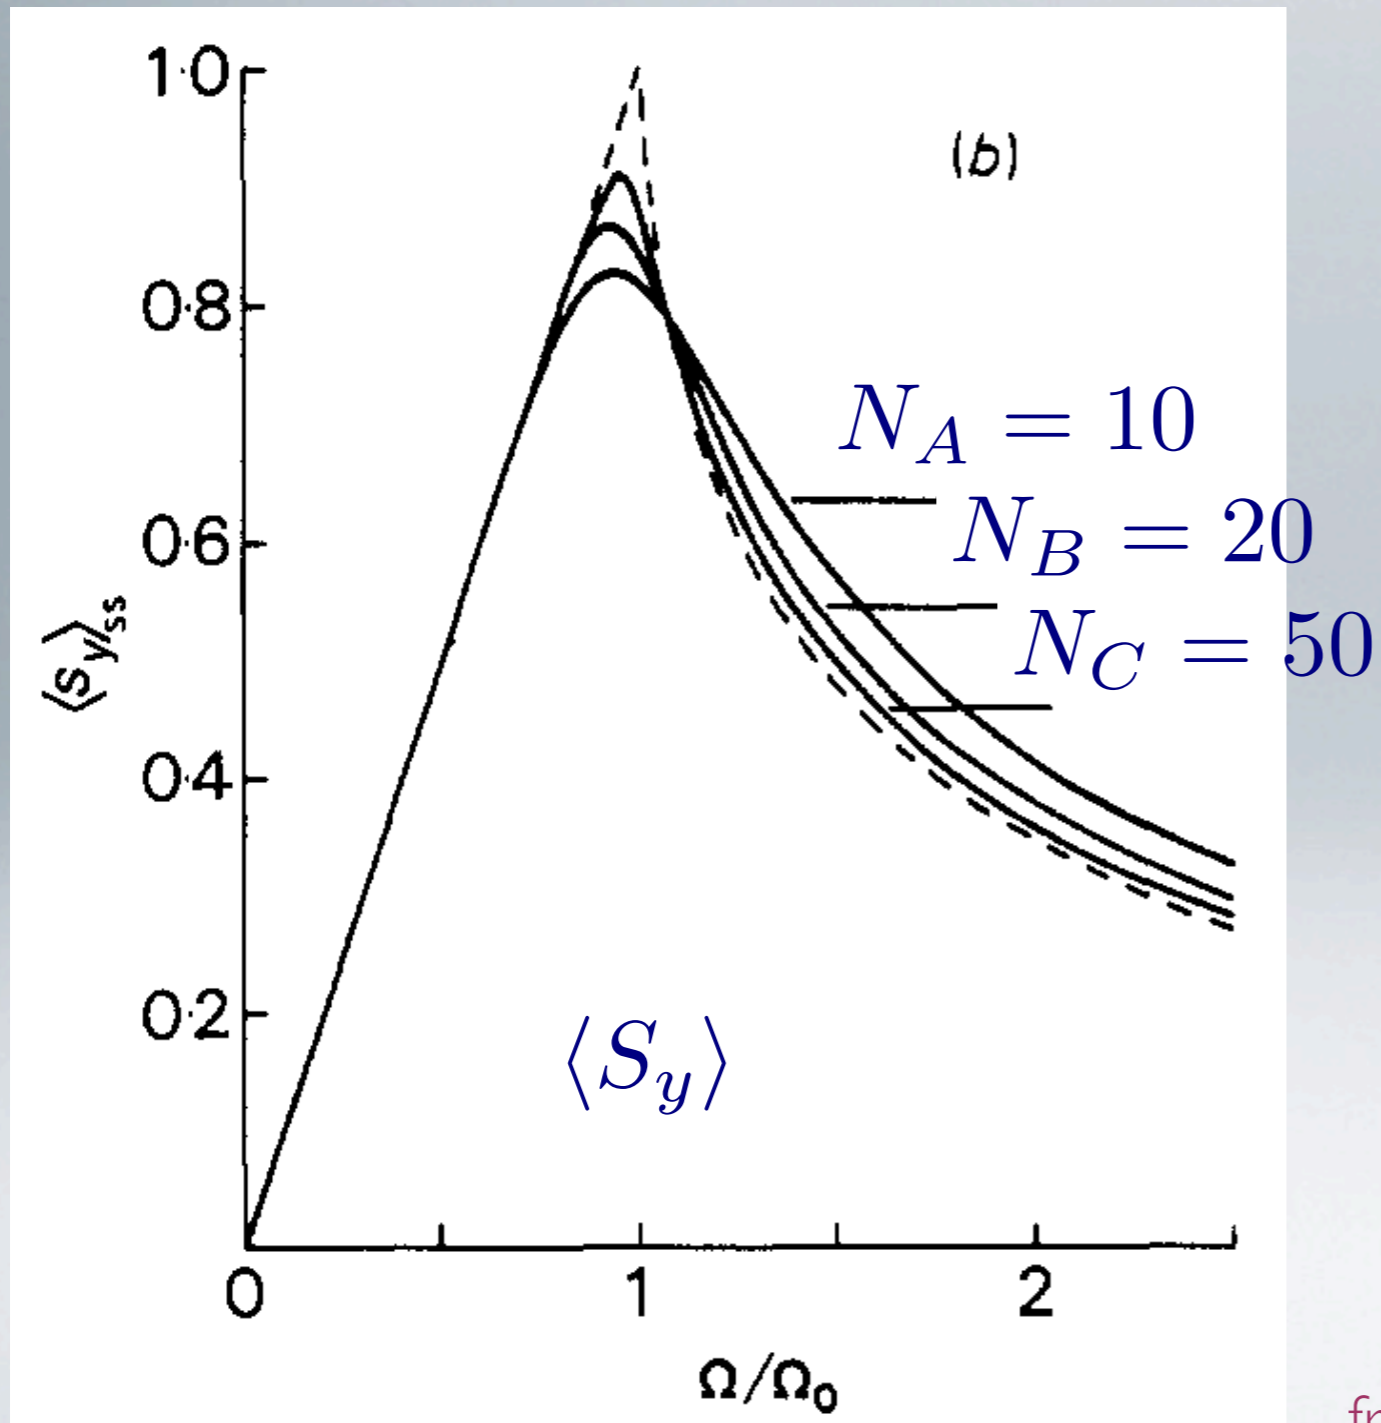 1·0
(b)
0·8
N_A = 10
N_B = 20
0·6
N_C = 50
⟨s_y⟩_ss
0·4
0·2
⟨S_y⟩
0 1 2
Ω/Ω₀